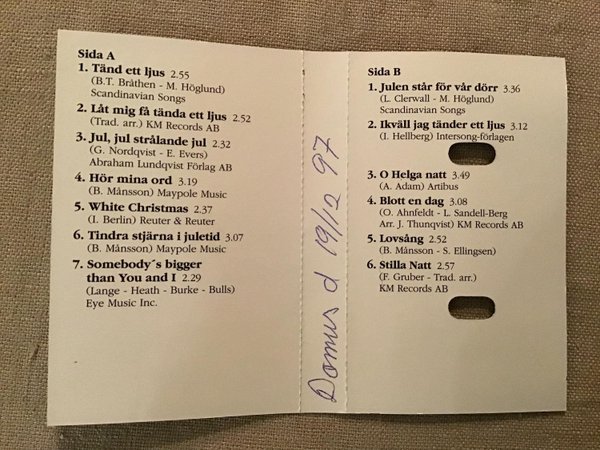 Sida A
1. Tänd ett ljus 2.55
(B.T. Bråthen - M. Höglund)
Scandinavian Songs
2. Låt mig få tända ett ljus 2.52
(Trad. arr.) KM Records AB
3. Jul, jul strålande jul 2.32
(G. Nordqvist - E. Evers)
Abraham Lundqvist Förlag AB
4. Hör mina ord 3.19
(B. Månsson) Maypole Music
5. White Christmas 2.37
(I. Berlin) Reuter & Reuter
6. Tindra stjärna i juletid 3.07
(B. Månsson) Maypole Music
7. Somebody´s bigger
than You and I 2.29
(Lange - Heath - Burke - Bulls)
Eye Music Inc.
Domus d 19/12 97
Sida B
1. Julen står för vår dörr 3.36
(L. Clerwall - M. Höglund)
Scandinavian Songs
2. Ikväll jag tänder ett ljus 3.12
(I. Hellberg) Intersong-förlagen
3. O Helga natt 3.49
(A. Adam) Artibus
4. Blott en dag 3.08
(O. Ahnfeldt - L. Sandell-Berg
Arr. J. Thunqvist) KM Records AB
5. Lovsång 2.52
(B. Månsson - S. Ellingsen)
6. Stilla Natt 2.57
(F. Gruber - Trad. arr.)
KM Records AB